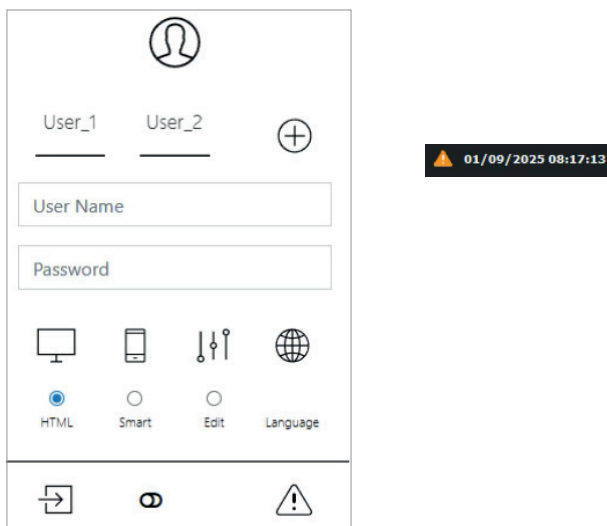 User_1 User_2
01/09/2025 08:17:13
User Name
Password
HTML Smart Edit Language